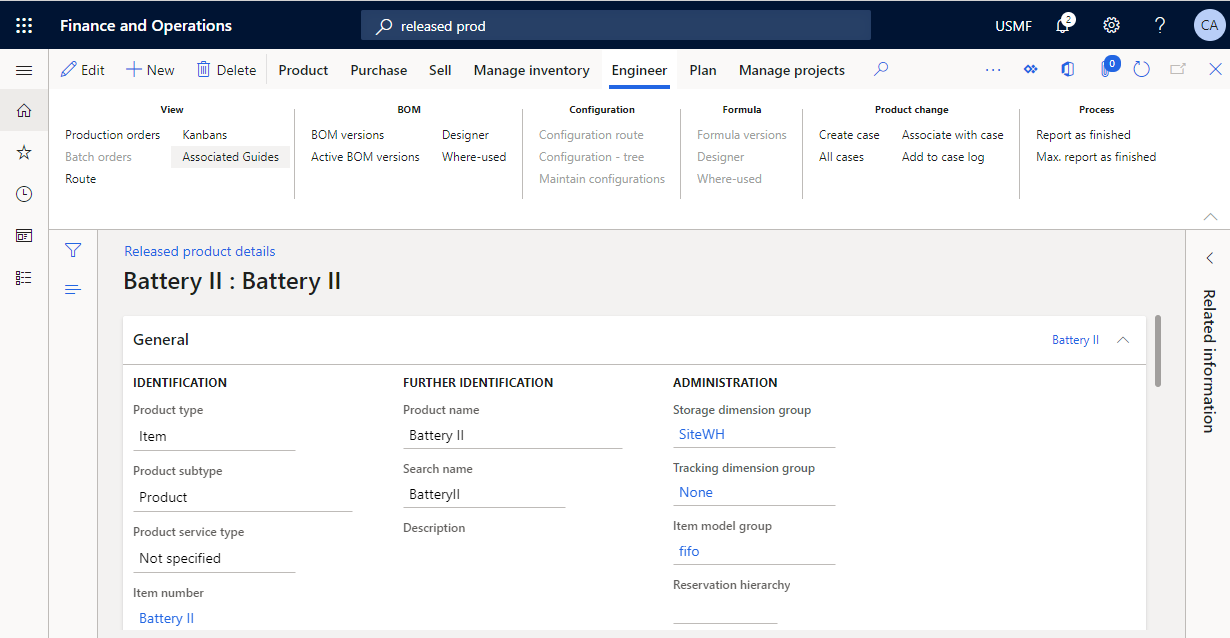 Finance and Operations
released prod
USMF
2
?
CA
Edit
New
Delete
Product
Purchase
Sell
Manage inventory
Engineer
Plan
Manage projects
0
View
Production orders
Kanbans
Batch orders
Associated Guides
Route
BOM
BOM versions
Designer
Active BOM versions
Where-used
Configuration
Configuration route
Configuration - tree
Maintain configurations
Formula
Formula versions
Designer
Where-used
Product change
Create case
Associate with case
All cases
Add to case log
Process
Report as finished
Max. report as finished
Released product details
Battery II : Battery II
General
Battery II
IDENTIFICATION
Product type
Item
Product subtype
Product
Product service type
Not specified
Item number
Battery II
FURTHER IDENTIFICATION
Product name
Battery II
Search name
BatteryII
Description
ADMINISTRATION
Storage dimension group
SiteWH
Tracking dimension group
None
Item model group
fifo
Reservation hierarchy
Related information